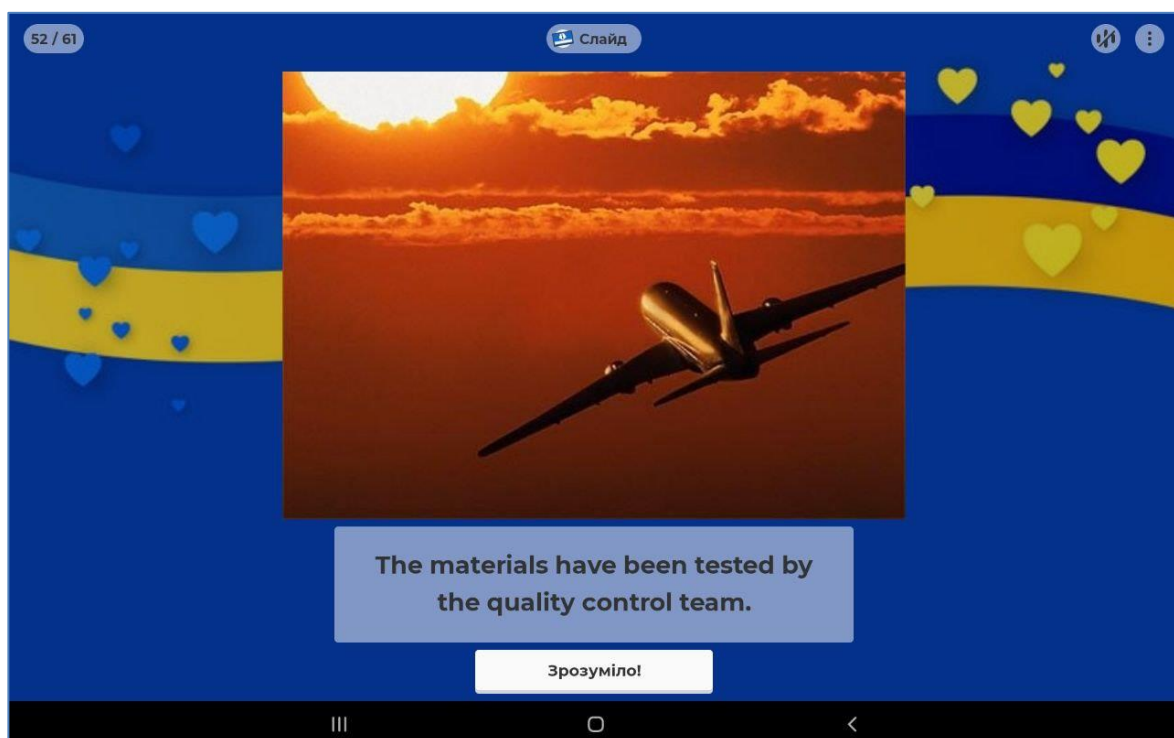 52 / 61
Слайд
The materials have been tested by
the quality control team.
Зрозуміло!